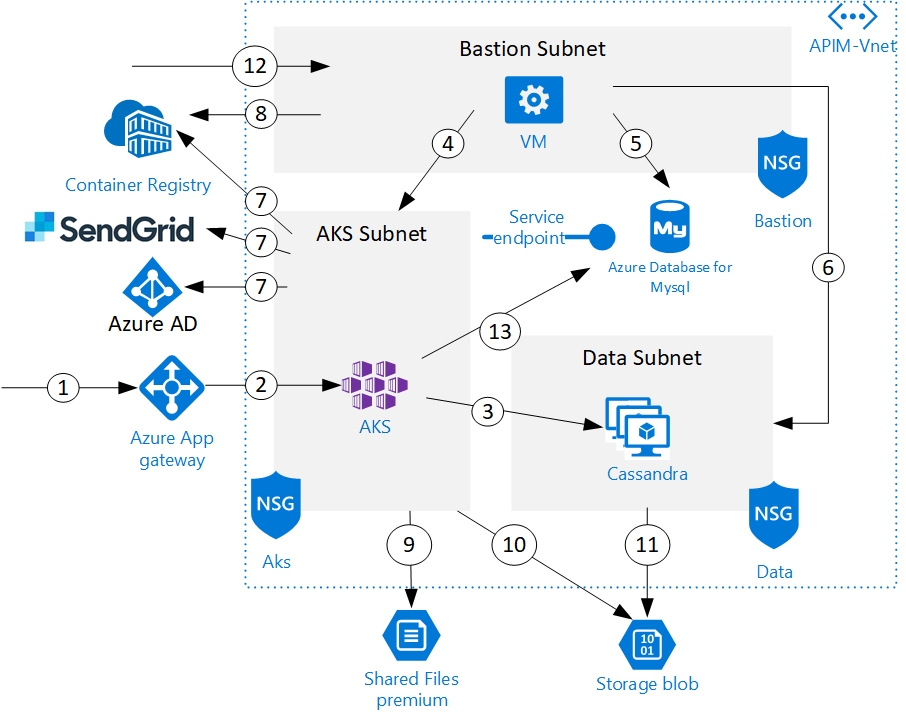 APIM-Vnet
Bastion Subnet
12
8
VM
4
5
NSG
Bastion
Container Registry
7
SendGrid
7
AKS Subnet
Service
endpoint
My
Azure Database for
Mysql
6
7
Azure AD
13
Data Subnet
1
2
Azure App
gateway
AKS
3
Cassandra
NSG
Aks
NSG
Data
9
10
11
Shared Files
premium
10
01
Storage blob